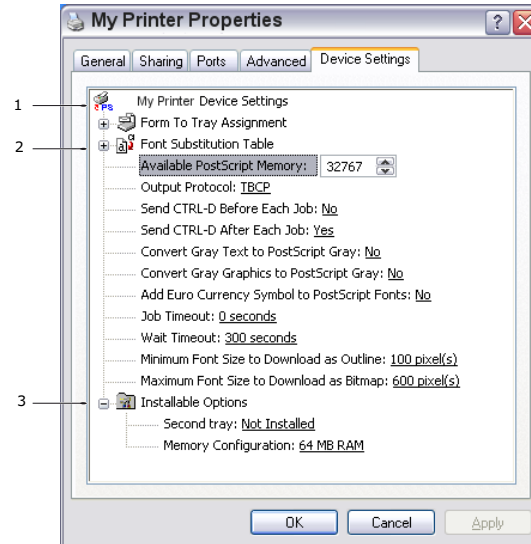 My Printer Properties
General Sharing Ports Advanced Device Settings
1 PS My Printer Device Settings
Form To Tray Assignment
2 a Font Substitution Table
Available PostScript Memory: 32767
Output Protocol: TBCP
Send CTRL-D Before Each Job: No
Send CTRL-D After Each Job: Yes
Convert Gray Text to PostScript Gray: No
Convert Gray Graphics to PostScript Gray: No
Add Euro Currency Symbol to PostScript Fonts: No
Job Timeout: 0 seconds
Wait Timeout: 300 seconds
Minimum Font Size to Download as Outline: 100 pixel(s)
Maximum Font Size to Download as Bitmap: 600 pixel(s)
3 Installable Options
Second tray: Not Installed
Memory Configuration: 64 MB RAM
OK Cancel Apply